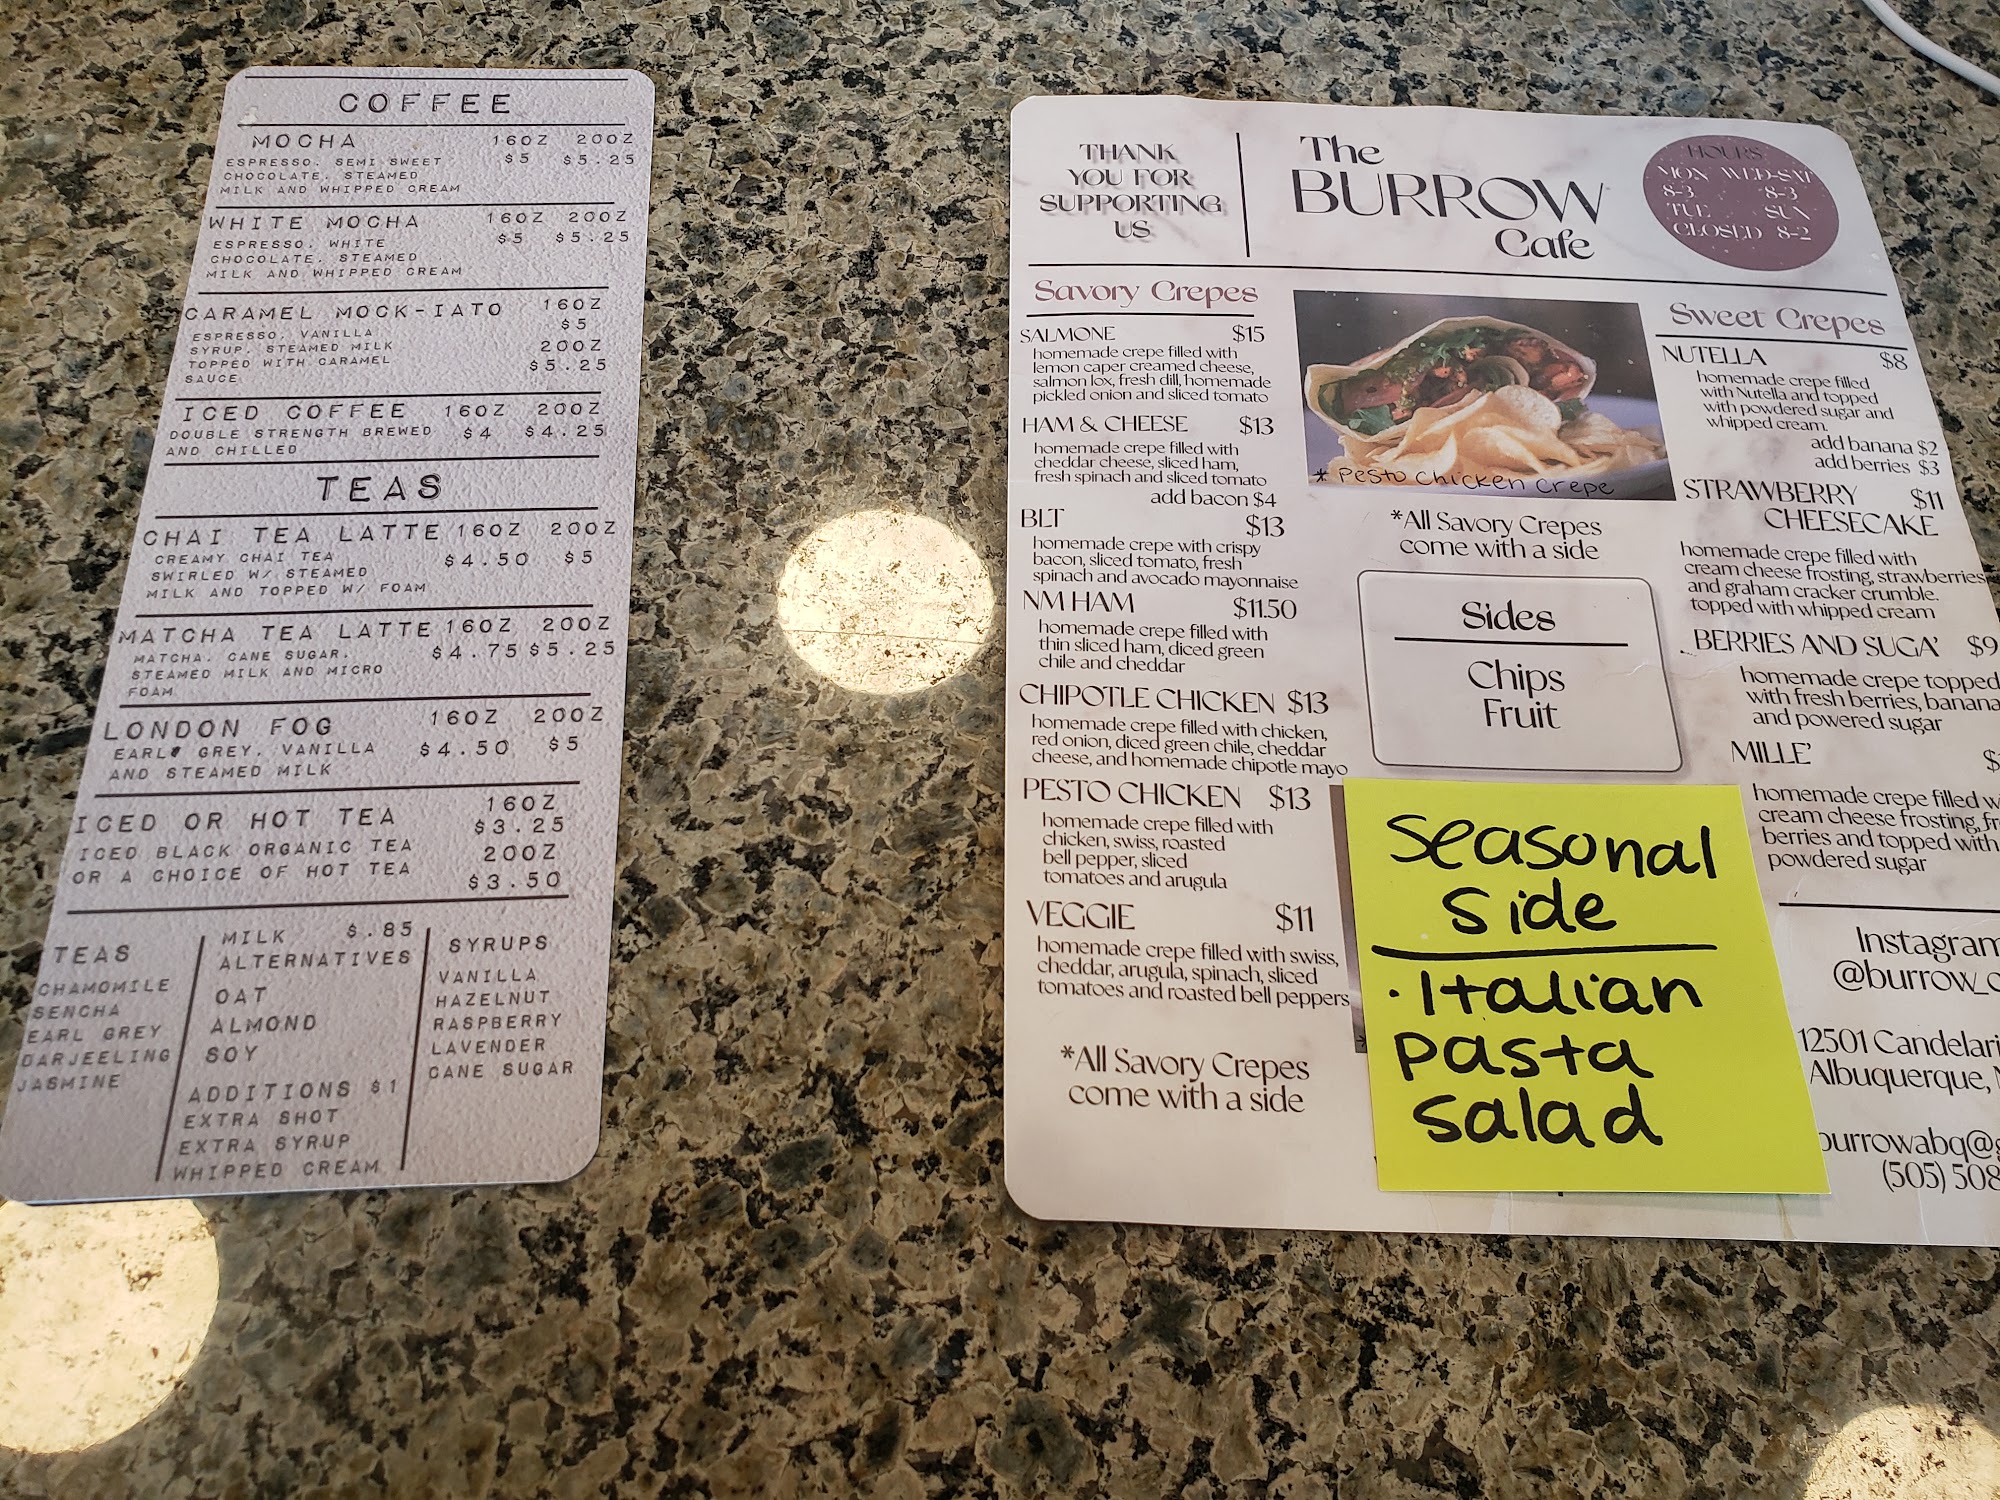 COFFEE
MOCHA 16OZ 20OZ
ESPRESSO, SEMI SWEET $5 $5.25
CHOCOLATE, STEAMED
MILK AND WHIPPED CREAM
WHITE MOCHA 16OZ 20OZ
ESPRESSO, WHITE $5 $5.25
CHOCOLATE, STEAMED
MILK AND WHIPPED CREAM
CARAMEL MOCK-IATO 16OZ
$5
ESPRESSO, VANILLA
SYRUP, STEAMED MILK 20OZ
TOPPED WITH CARAMEL $5.25
SAUCE
ICED COFFEE 16OZ 20OZ
DOUBLE STRENGTH BREWED $4 $4.25
AND CHILLED
TEAS
CHAI TEA LATTE 16OZ 20OZ
CREAMY CHAI TEA $4.50 $5
SWIRLED W/ STEAMED
MILK AND TOPPED W/ FOAM
MATCHA TEA LATTE 16OZ 20OZ
MATCHA, CANE SUGAR, $4.75 $5.25
STEAMED MILK AND MICRO
FOAM
LONDON FOG 16OZ 20OZ
EARL GREY, VANILLA $4.50 $5
AND STEAMED MILK
ICED OR HOT TEA 16OZ
$3.25
ICED BLACK ORGANIC TEA 20OZ
OR A CHOICE OF HOT TEA $3.50
TEAS
CHAMOMILE
SENCHA
EARL GREY
DARJEELING
JASMINE
MILK $.85
ALTERNATIVES
OAT
ALMOND
SOY
ADDITIONS $1
EXTRA SHOT
EXTRA SYRUP
WHIPPED CREAM
SYRUPS
VANILLA
HAZELNUT
RASPBERRY
LAVENDER
CANE SUGAR
THANK
YOU FOR
SUPPORTING
US
The
BURROW
Cafe
HOURS
MON WED-SAT
8-3 8-3
TUE SUN
CLOSED 8-2
Savory Crepes
SALMONE $15
homemade crepe filled with
lemon caper creamed cheese,
salmon lox, fresh dill, homemade
pickled onion and sliced tomato
HAM & CHEESE $13
homemade crepe filled with
cheddar cheese, sliced ham,
fresh spinach and sliced tomato
add bacon $4
BLT $13
homemade crepe with crispy
bacon, sliced tomato, fresh
spinach and avocado mayonnaise
NM HAM $11.50
homemade crepe filled with
thin sliced ham, diced green
chile and cheddar
CHIPOTLE CHICKEN $13
homemade crepe filled with chicken,
red onion, diced green chile, cheddar
cheese, and homemade chipotle mayo
PESTO CHICKEN $13
homemade crepe filled with
chicken, swiss, roasted
bell pepper, sliced
tomatoes and arugula
VEGGIE $11
homemade crepe filled with swiss,
cheddar, arugula, spinach, sliced
tomatoes and roasted bell peppers
*All Savory Crepes
come with a side
* Pesto Chicken Crepe
*All Savory Crepes
come with a side
Sides
Chips
Fruit
Seasonal
Side
· Italian
Pasta
Salad
Sweet Crepes
NUTELLA $8
homemade crepe filled
with Nutella and topped
with powdered sugar and
whipped cream.
add banana $2
add berries $3
STRAWBERRY $11
CHEESECAKE
homemade crepe filled with
cream cheese frosting, strawberries
and graham cracker crumble.
topped with whipped cream
BERRIES AND SUGA' $9
homemade crepe topped
with fresh berries, banana
and powered sugar
MILLE' $
homemade crepe filled wi
cream cheese frosting, fr
berries and topped with
powdered sugar
Instagram
@burrow_c
12501 Candelari
Albuquerque, N
burrowabq@g
(505) 508